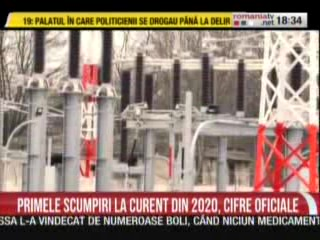 19: PALATUL ÎN CARE POLITICIENII SE DROGAU PÂNĂ LA DELIR
romaniatv
.net
18:34
PRIMELE SCUMPIRI LA CURENT DIN 2020, CIFRE OFICIALE
SSA L-A VINDECAT DE NUMEROASE BOLI, CÂND NICIUN MEDICAMENT